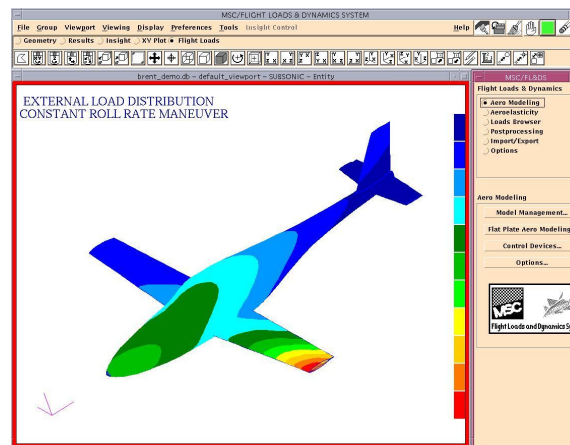 MSC/FLIGHT LOADS & DYNAMICS SYSTEM
File Group Viewport Viewing Display Preferences Tools Insight Control Help
Geometry Results Insight XY Plot Flight Loads
brent_demo.db - default_viewport - SUBSONIC - Entity
EXTERNAL LOAD DISTRIBUTION
CONSTANT ROLL RATE MANEUVER
MSC/FL&DS
Flight Loads & Dynamics
Aero Modeling
Aeroelasticity
Loads Browser
Postprocessing
Import/Export
Options
Aero Modeling
Model Management...
Flat Plate Aero Modeling
Control Devices...
Options...
MSC
Flight Loads and Dynamics